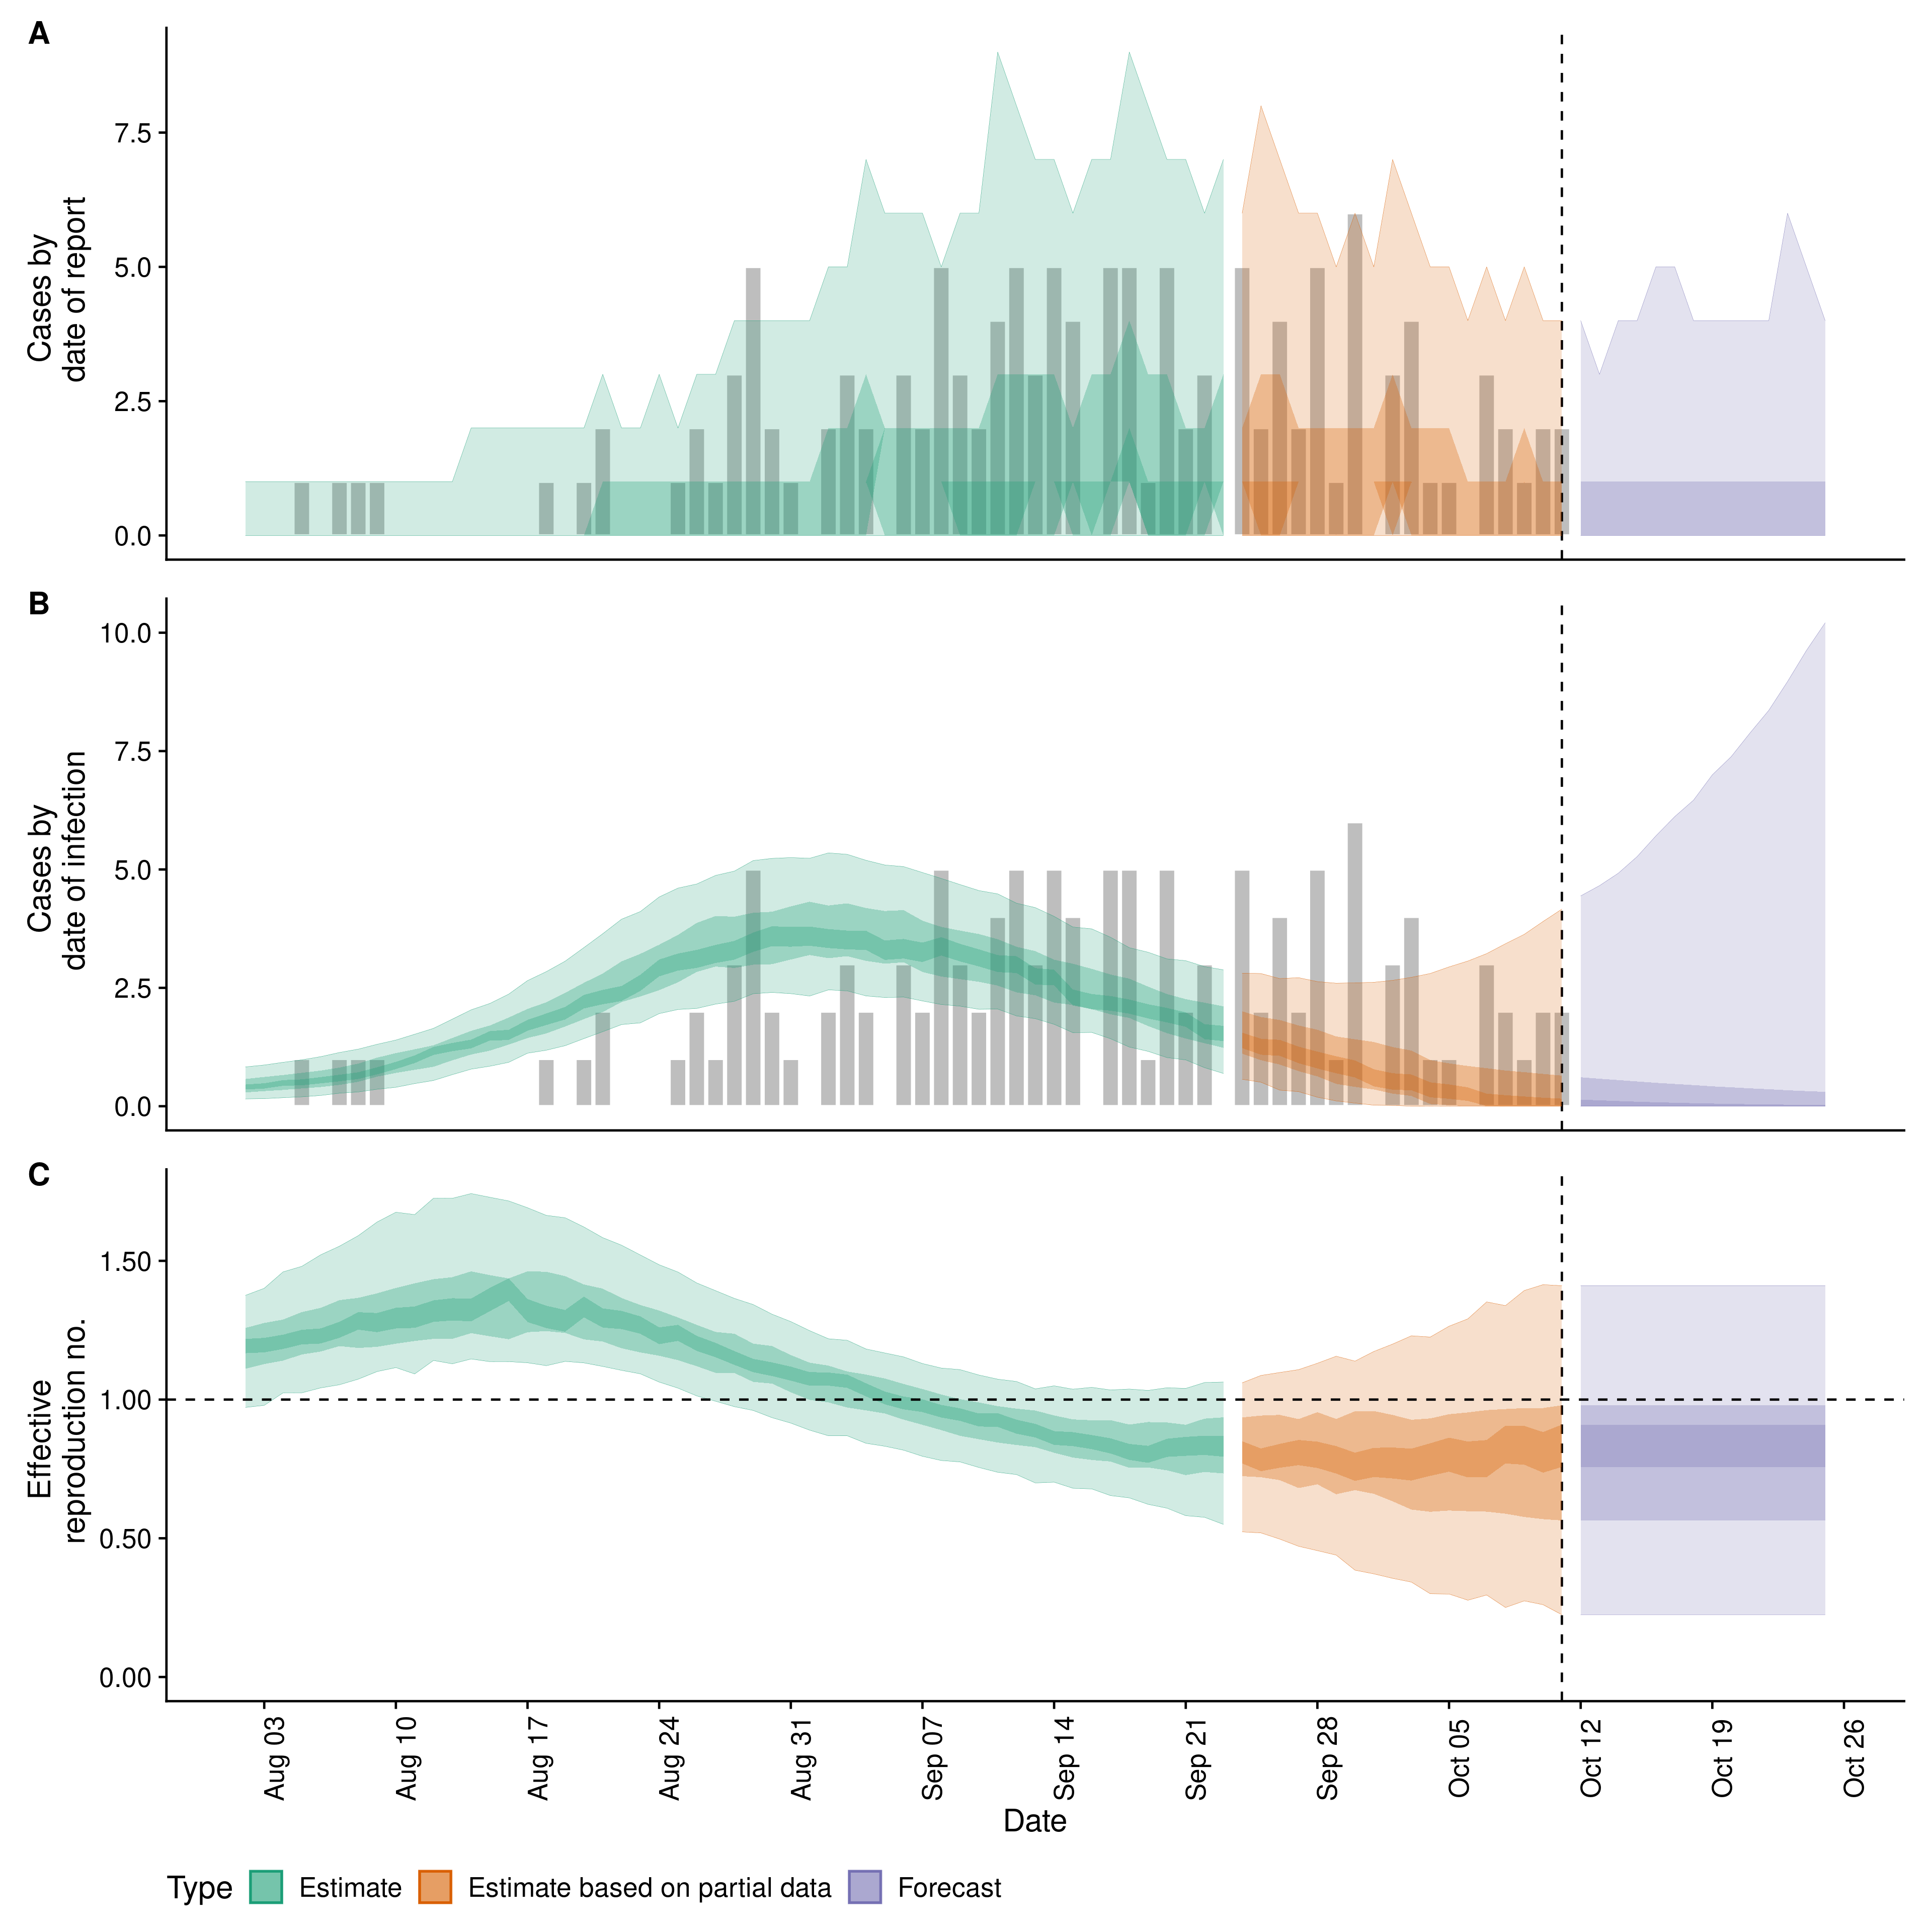 A
Cases by
date of report
7.5
5.0
2.5
0.0
B
Cases by
date of infection
10.0
7.5
5.0
2.5
0.0
C
Effective
reproduction no.
1.50
1.00
0.50
0.00
Aug 03
Aug 10
Aug 17
Aug 24
Aug 31
Sep 07
Sep 14
Sep 21
Sep 28
Oct 05
Oct 12
Oct 19
Oct 26
Date
Type Estimate Estimate based on partial data Forecast